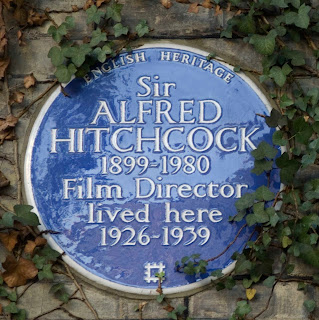 ENGLISH HERITAGE
Sir
ALFRED
HITCHCOCK
1899-1980
Film Director
lived here
1926-1939